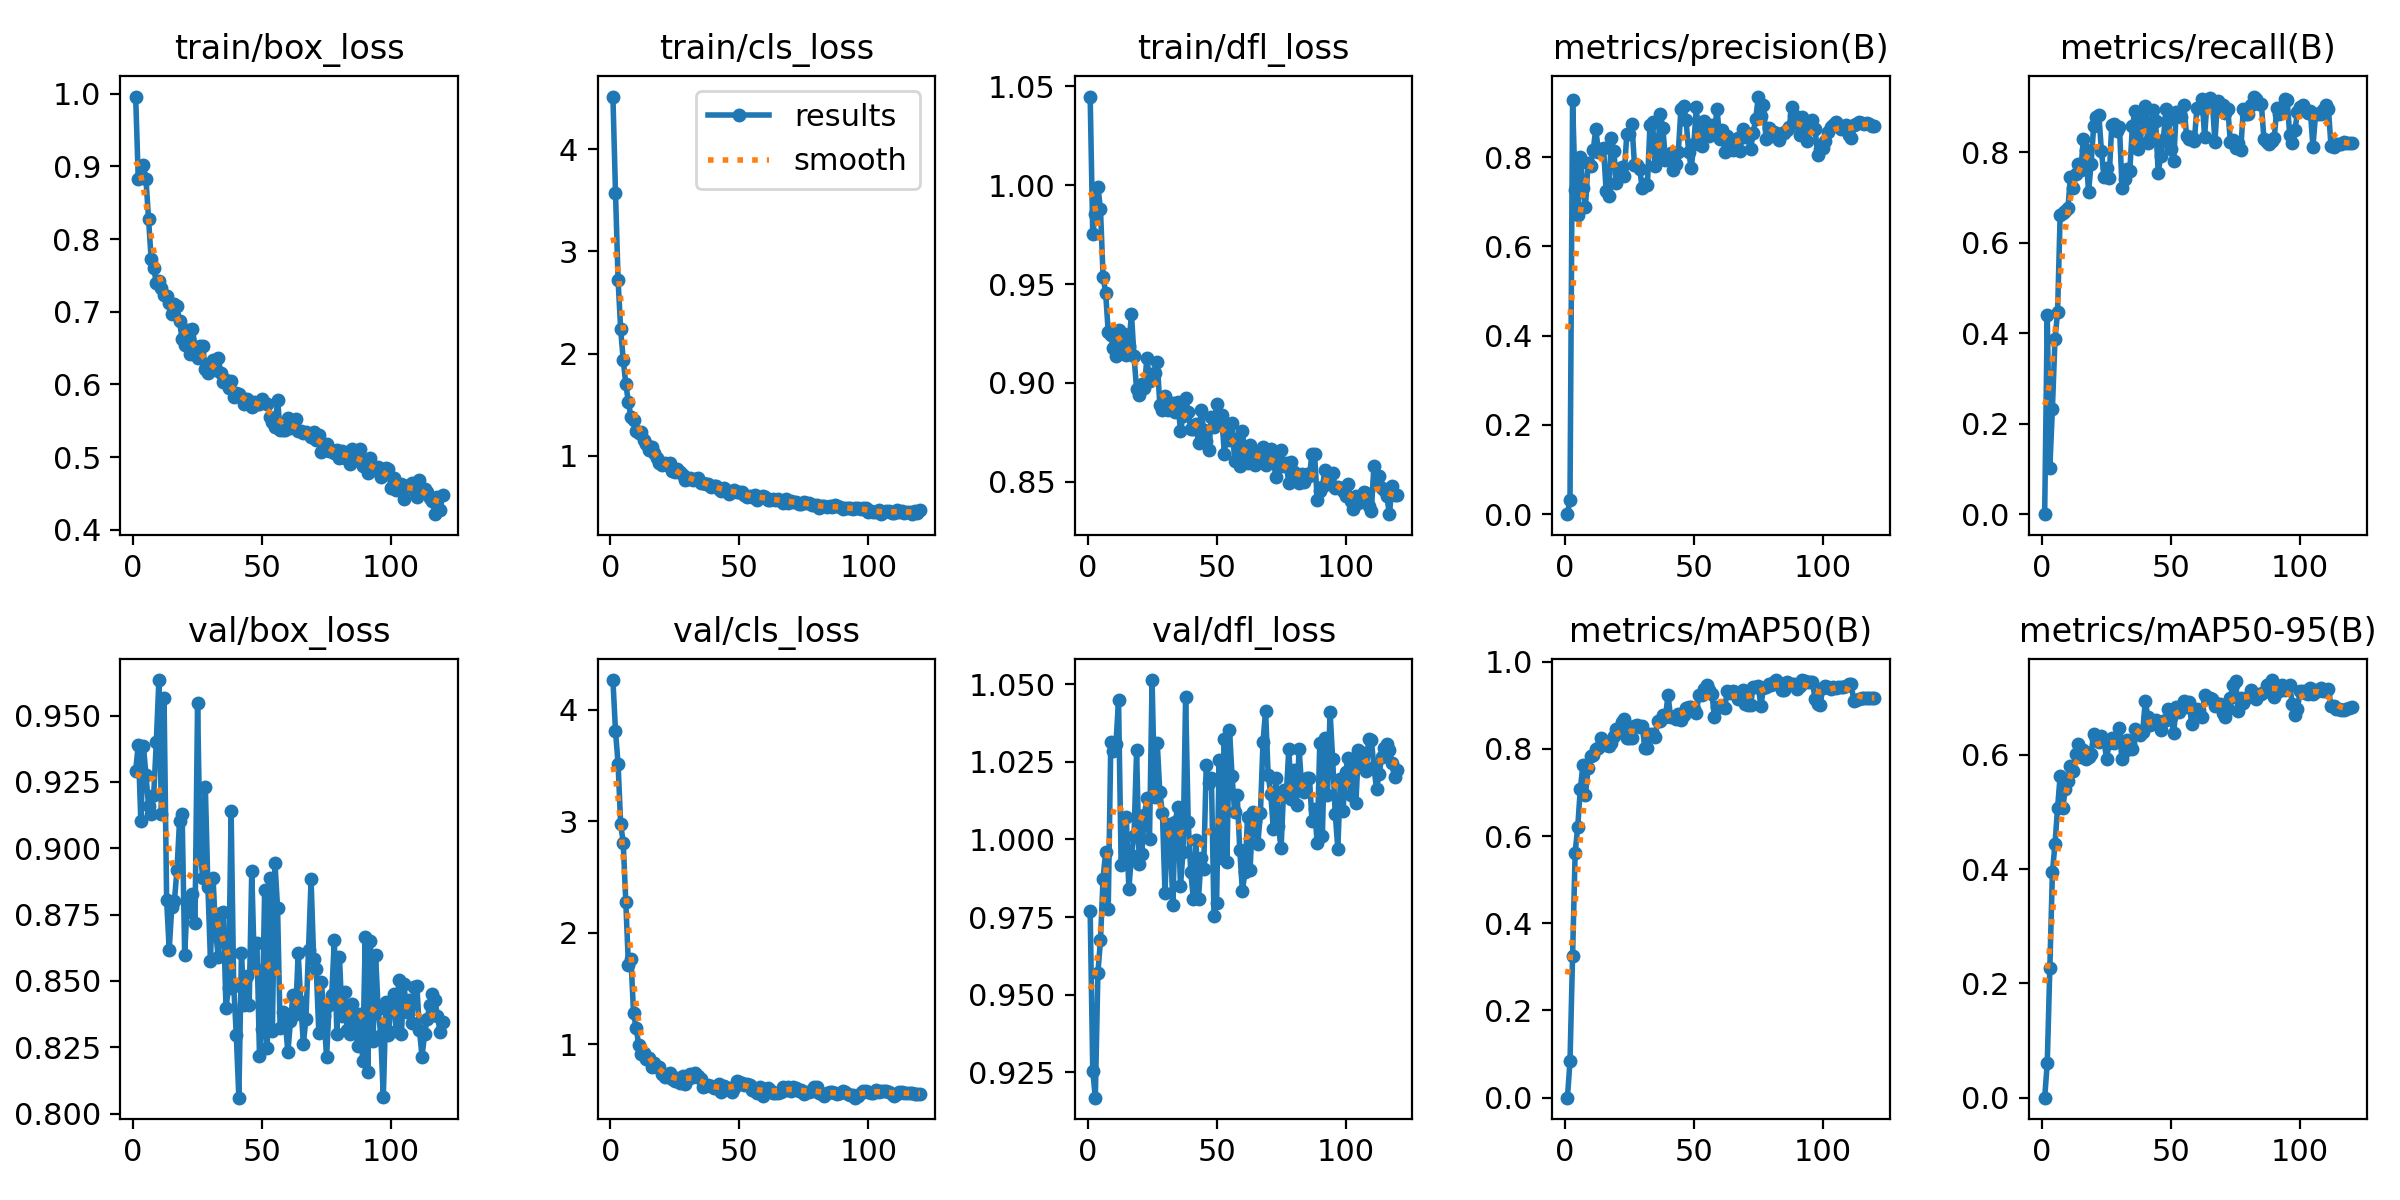 train/box_loss
1.0
0.9
0.8
0.7
0.6
0.5
0.4
0 50 100
train/cls_loss
results
smooth
4
3
2
1
0 50 100
train/dfl_loss
1.05
1.00
0.95
0.90
0.85
0 50 100
metrics/precision(B)
0.8
0.6
0.4
0.2
0.0
0 50 100
metrics/recall(B)
0.8
0.6
0.4
0.2
0.0
0 50 100
val/box_loss
0.950
0.925
0.900
0.875
0.850
0.825
0.800
0 50 100
val/cls_loss
4
3
2
1
0 50 100
val/dfl_loss
1.050
1.025
1.000
0.975
0.950
0.925
0 50 100
metrics/mAP50(B)
1.0
0.8
0.6
0.4
0.2
0.0
0 50 100
metrics/mAP50-95(B)
0.6
0.4
0.2
0.0
0 50 100